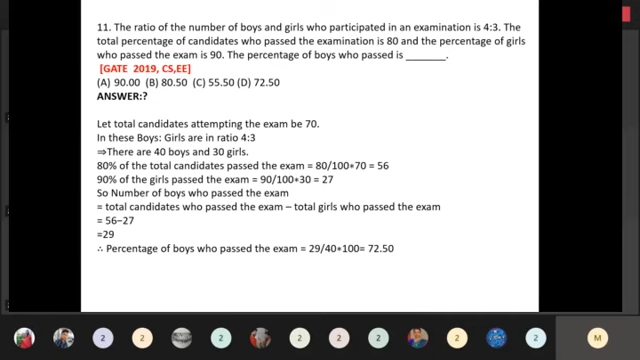 11. The ratio of the number of boys and girls who participated in an examination is 4:3. The
total percentage of candidates who passed the examination is 80 and the percentage of girls
who passed the exam is 90. The percentage of boys who passed is _______.
[GATE 2019, CS,EE]
(A) 90.00 (B) 80.50 (C) 55.50 (D) 72.50
ANSWER:?
Let total candidates attempting the exam be 70.
In these Boys: Girls are in ratio 4:3
⇒There are 40 boys and 30 girls.
80% of the total candidates passed the exam = 80/100∗70 = 56
90% of the girls passed the exam = 90/100∗30 = 27
So Number of boys who passed the exam
= total candidates who passed the exam − total girls who passed the exam
= 56−27
=29
∴ Percentage of boys who passed the exam = 29/40∗100= 72.50
2 2 2 2 2 2 2 M